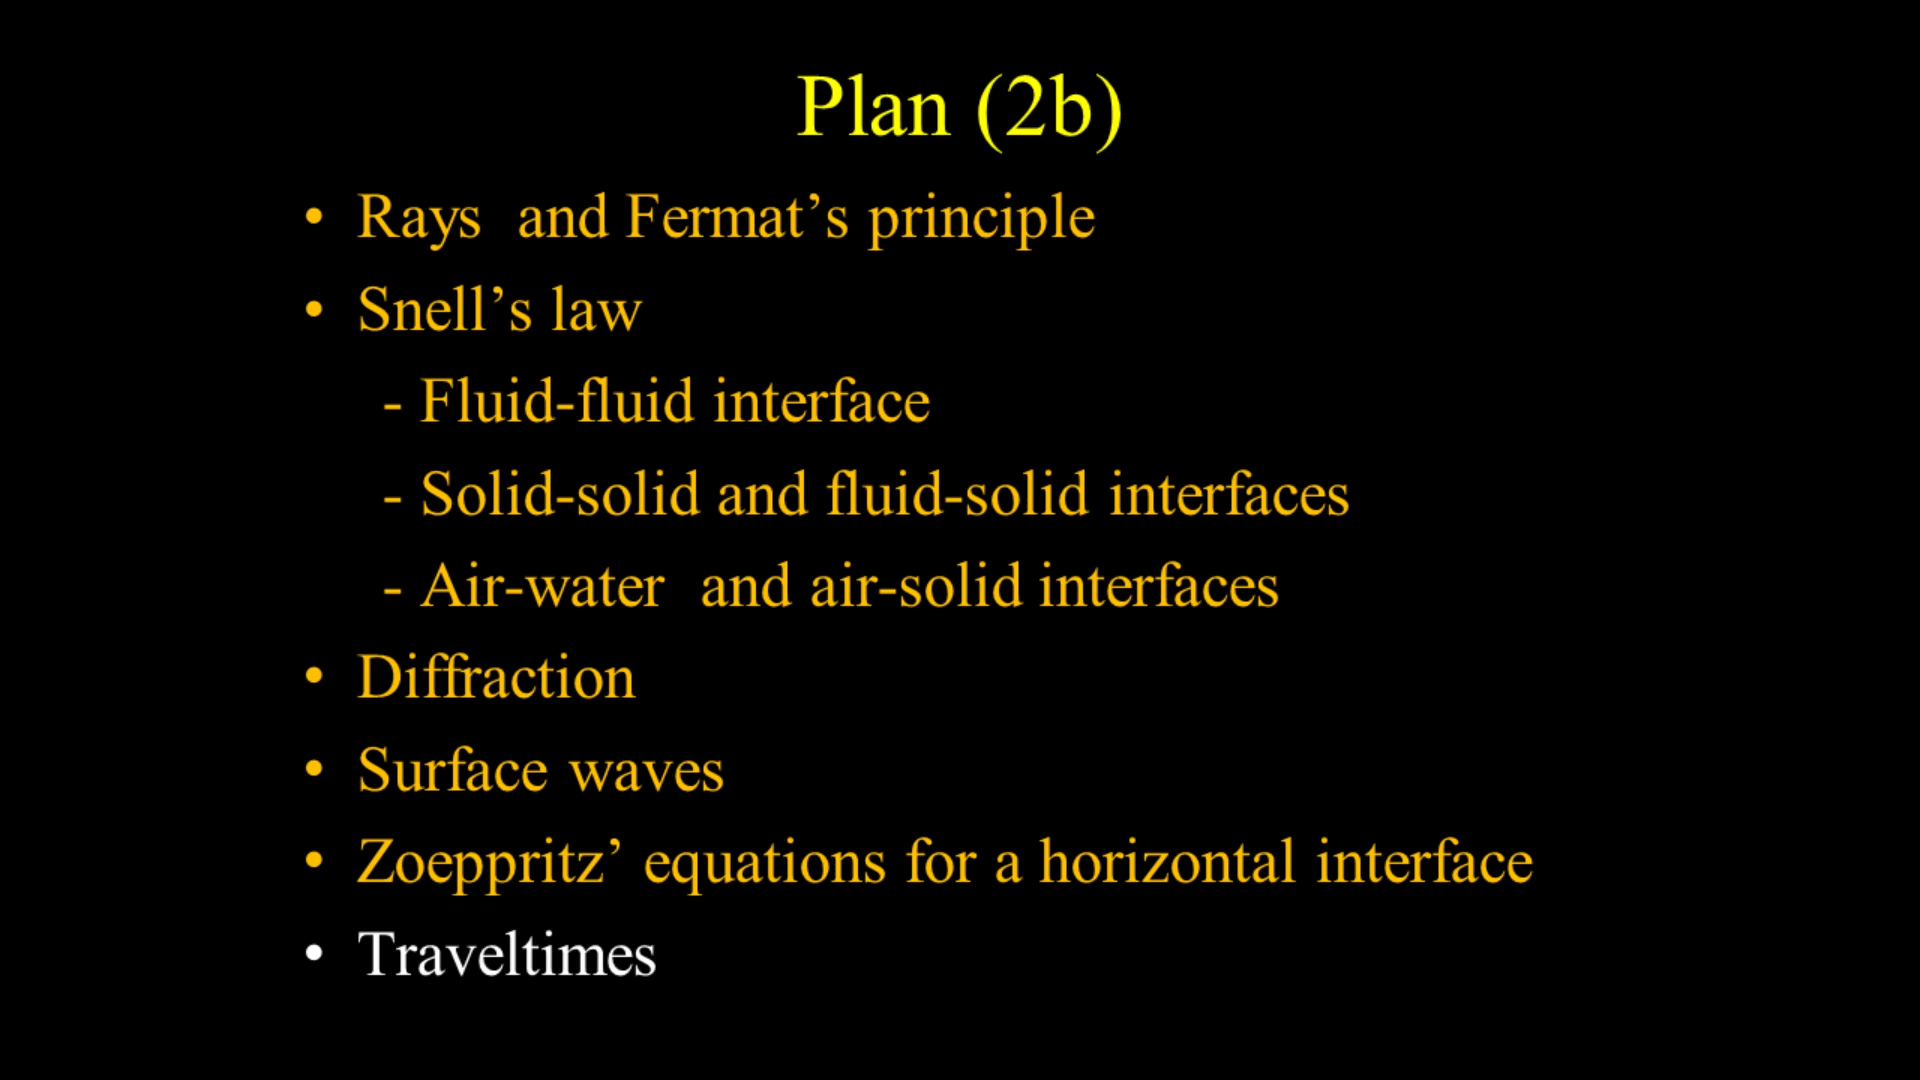 Plan (2b)
• Rays  and Fermat’s principle
• Snell’s law
- Fluid-fluid interface
- Solid-solid and fluid-solid interfaces
- Air-water  and air-solid interfaces
• Diffraction
• Surface waves
• Zoeppritz’ equations for a horizontal interface
• Traveltimes